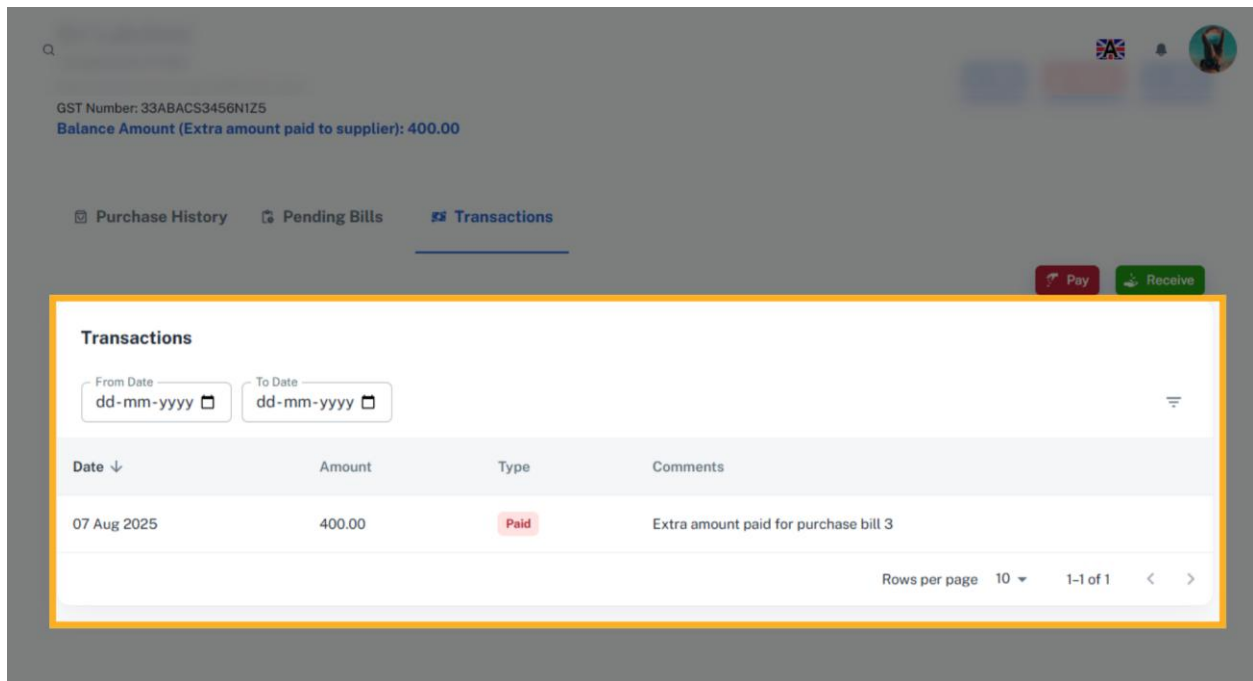 GST Number: 33ABACS3456N1Z5
Balance Amount (Extra amount paid to supplier): 400.00
Purchase History Pending Bills Transactions
Pay Receive
Transactions
From Date To Date
dd-mm-yyyy dd-mm-yyyy
Date Amount Type Comments
07 Aug 2025 400.00 Paid Extra amount paid for purchase bill 3
Rows per page 10 1–1 of 1